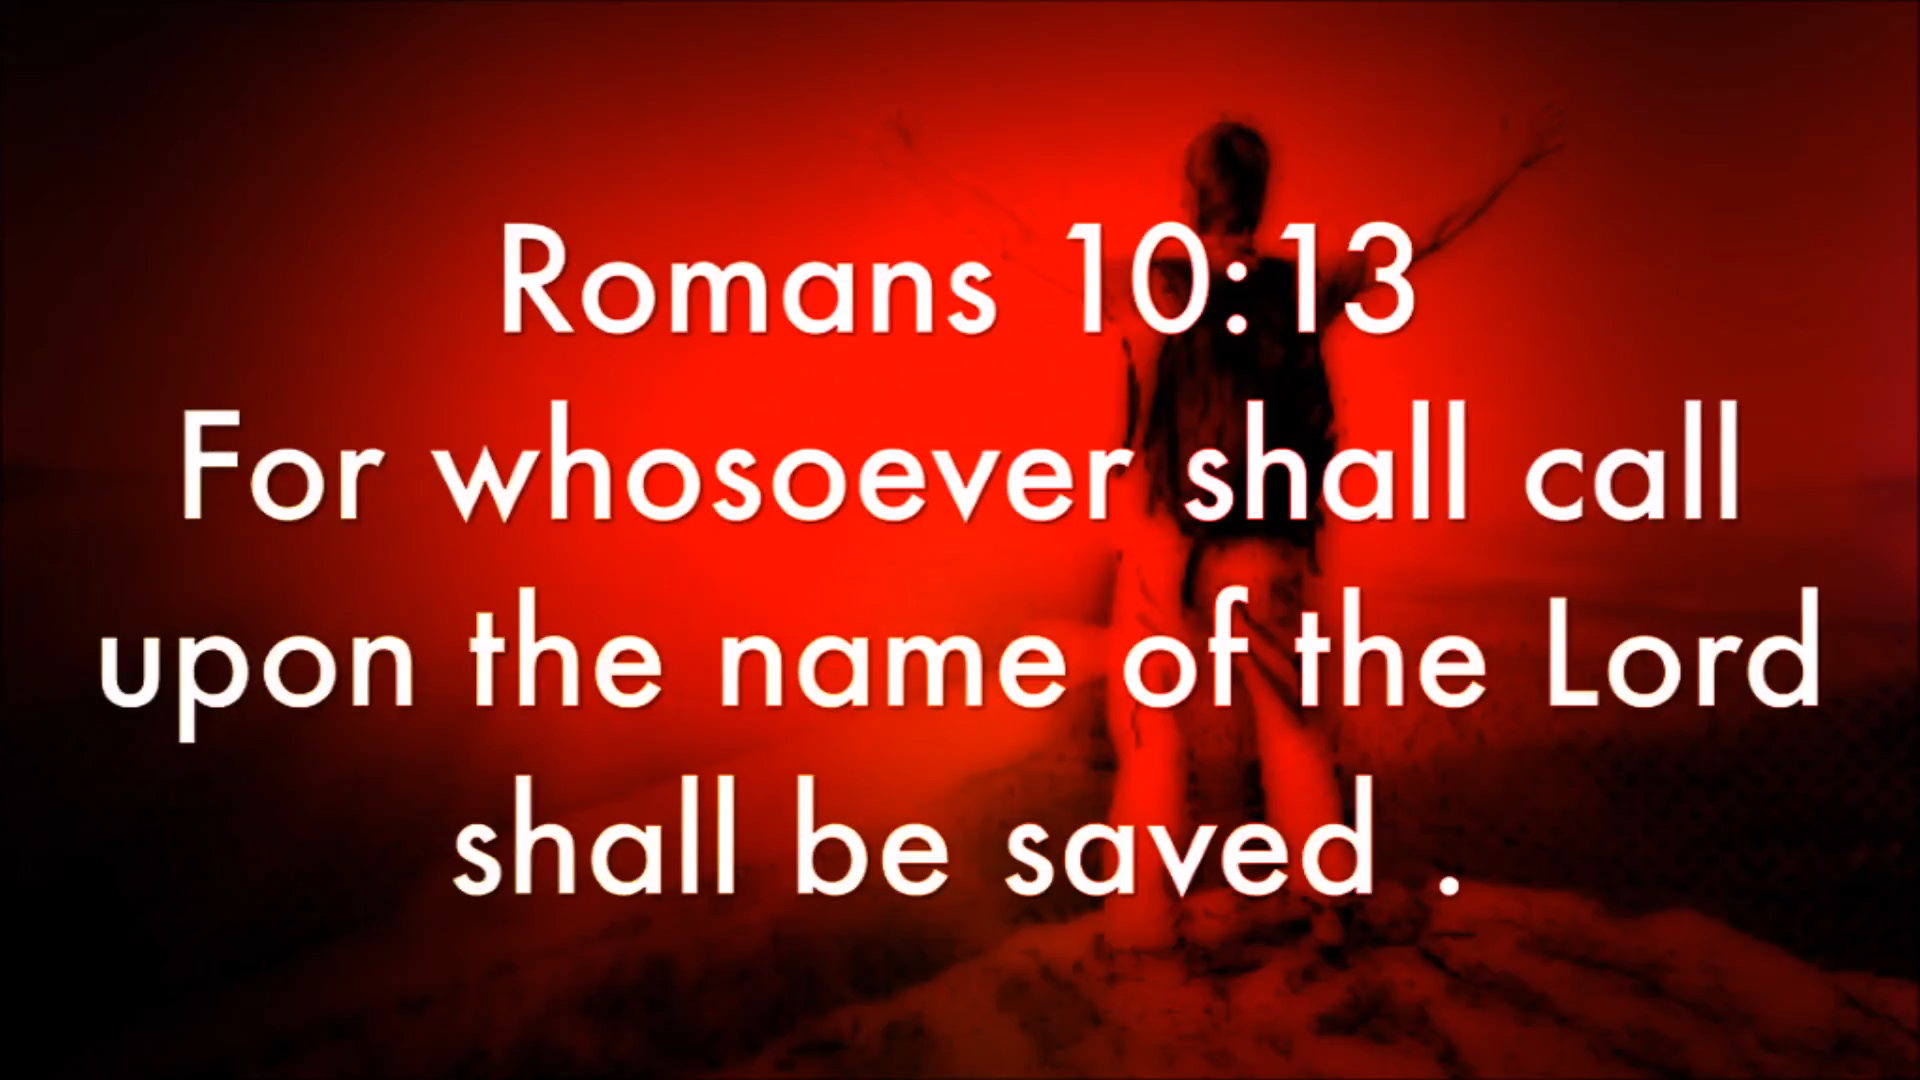 Romans 10:13
For whosoever shall call
upon the name of the Lord
shall be saved .